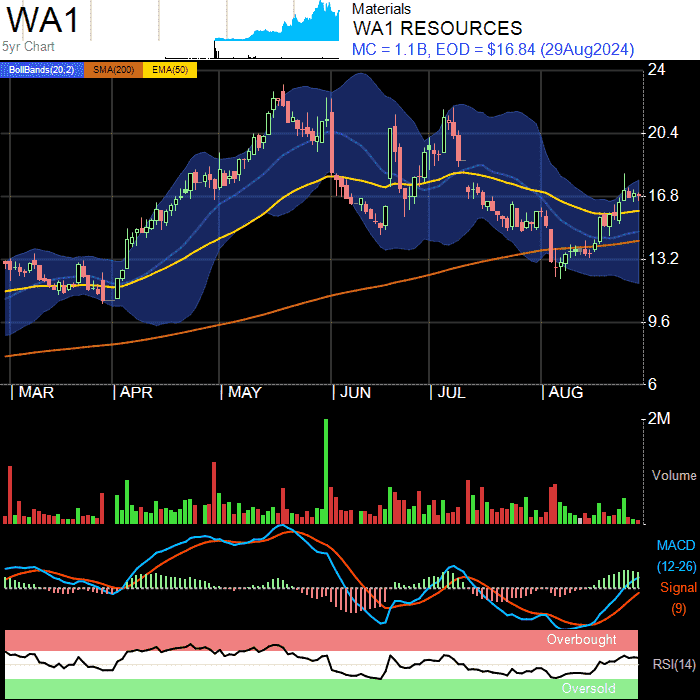 WA1
5yr Chart
Materials
WA1 RESOURCES
MC = 1.1B, EOD = $16.84 (29Aug2024)
BollBands(20,2) SMA(200) EMA(50)
24
20.4
16.8
13.2
9.6
6
MAR APR MAY JUN JUL AUG
2M
Volume
MACD
(12-26)
Signal
(9)
Overbought
RSI(14)
Oversold